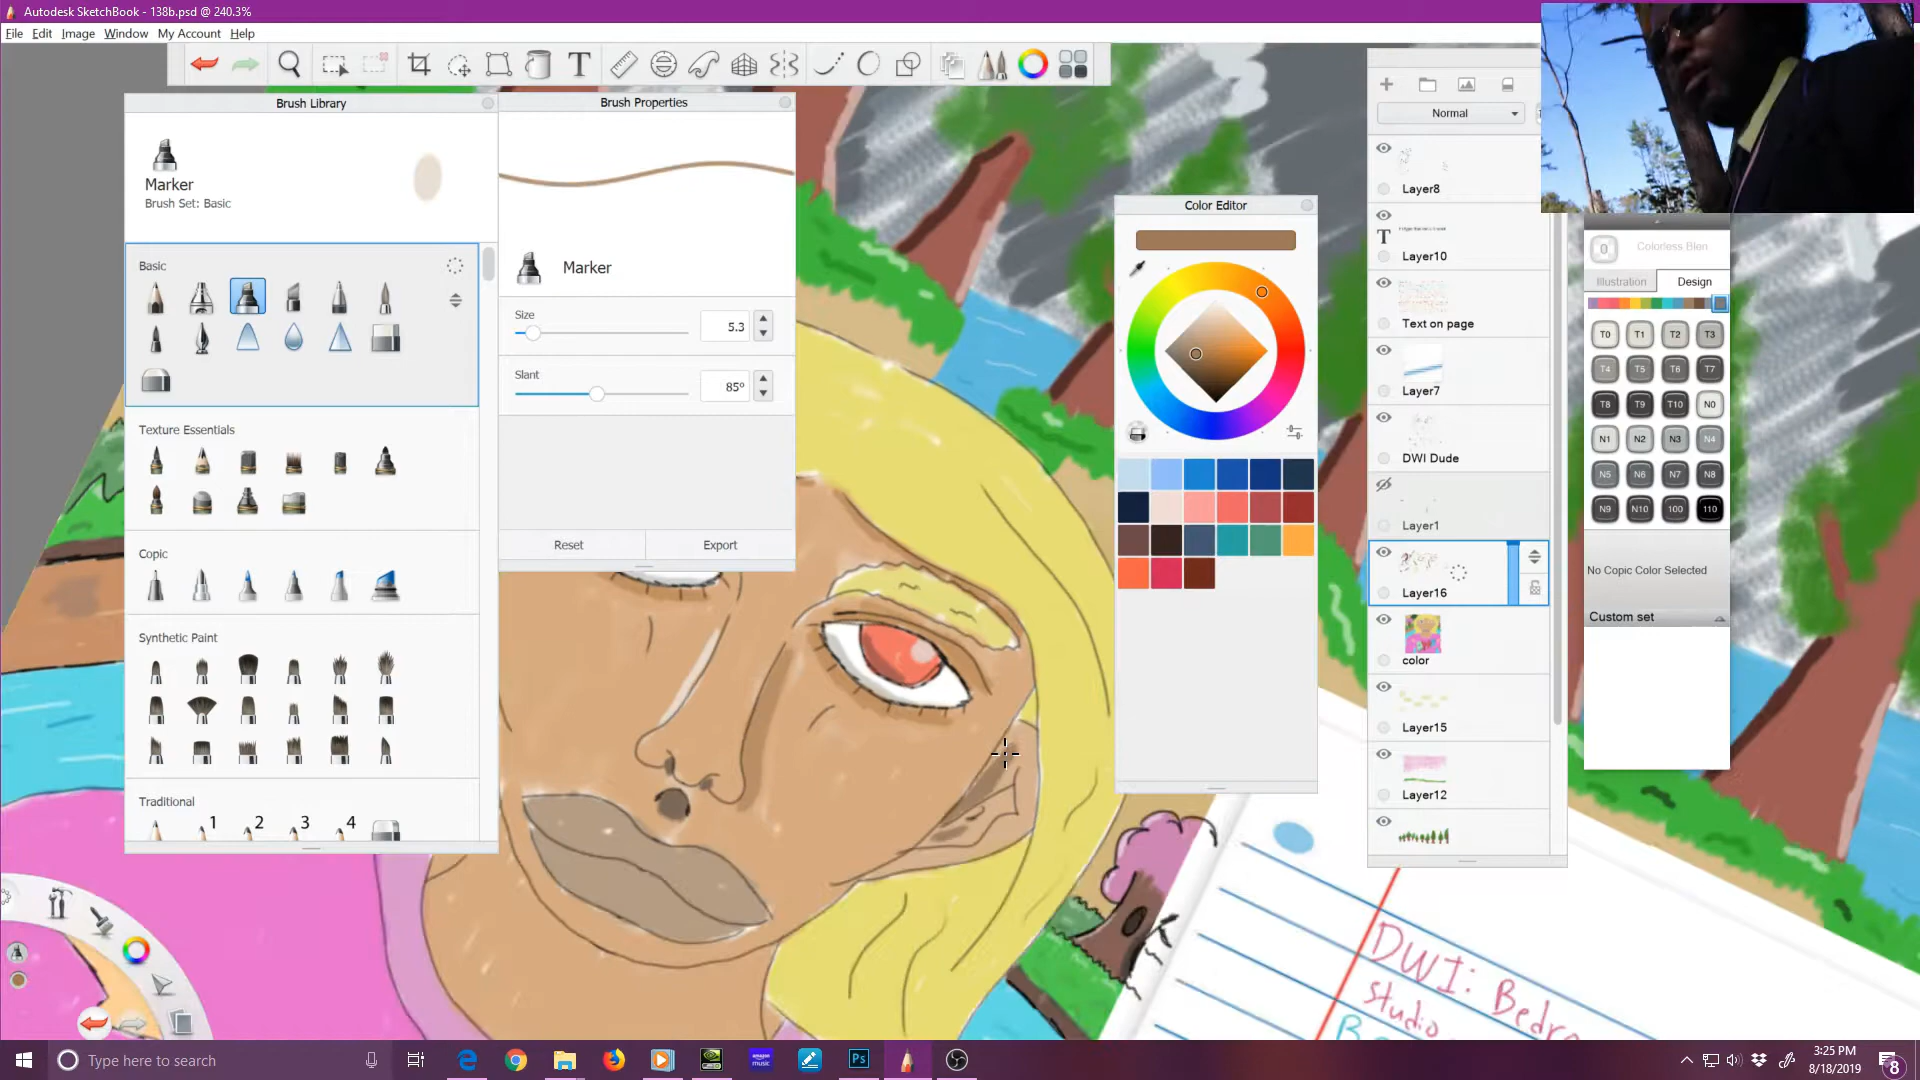 Autodesk SketchBook - 138b.psd @ 240.3%
File Edit Image Window My Account Help
Brush Library
Marker
Brush Set: Basic
Basic
Texture Essentials
Copic
Synthetic Paint
Traditional
1 2 3 4
Brush Properties
Marker
Size
5.3
Slant
85º
Reset
Export
Color Editor
Normal
Layer8
T
Layer10
Text on page
Layer7
DWI Dude
Layer1
Layer16
color
Layer15
Layer12
0
Colorless Blen
Illustration
Design
T0 T1 T2 T3
T4 T5 T6 T7
T8 T9 T10 N0
N1 N2 N3 N4
N5 N6 N7 N8
N9 N10 100 110
No Copic Color Selected
Custom set
DWI: Bedro
Studio
B
Type here to search
amazon
music
Ps
3:25 PM
8/18/2019
8